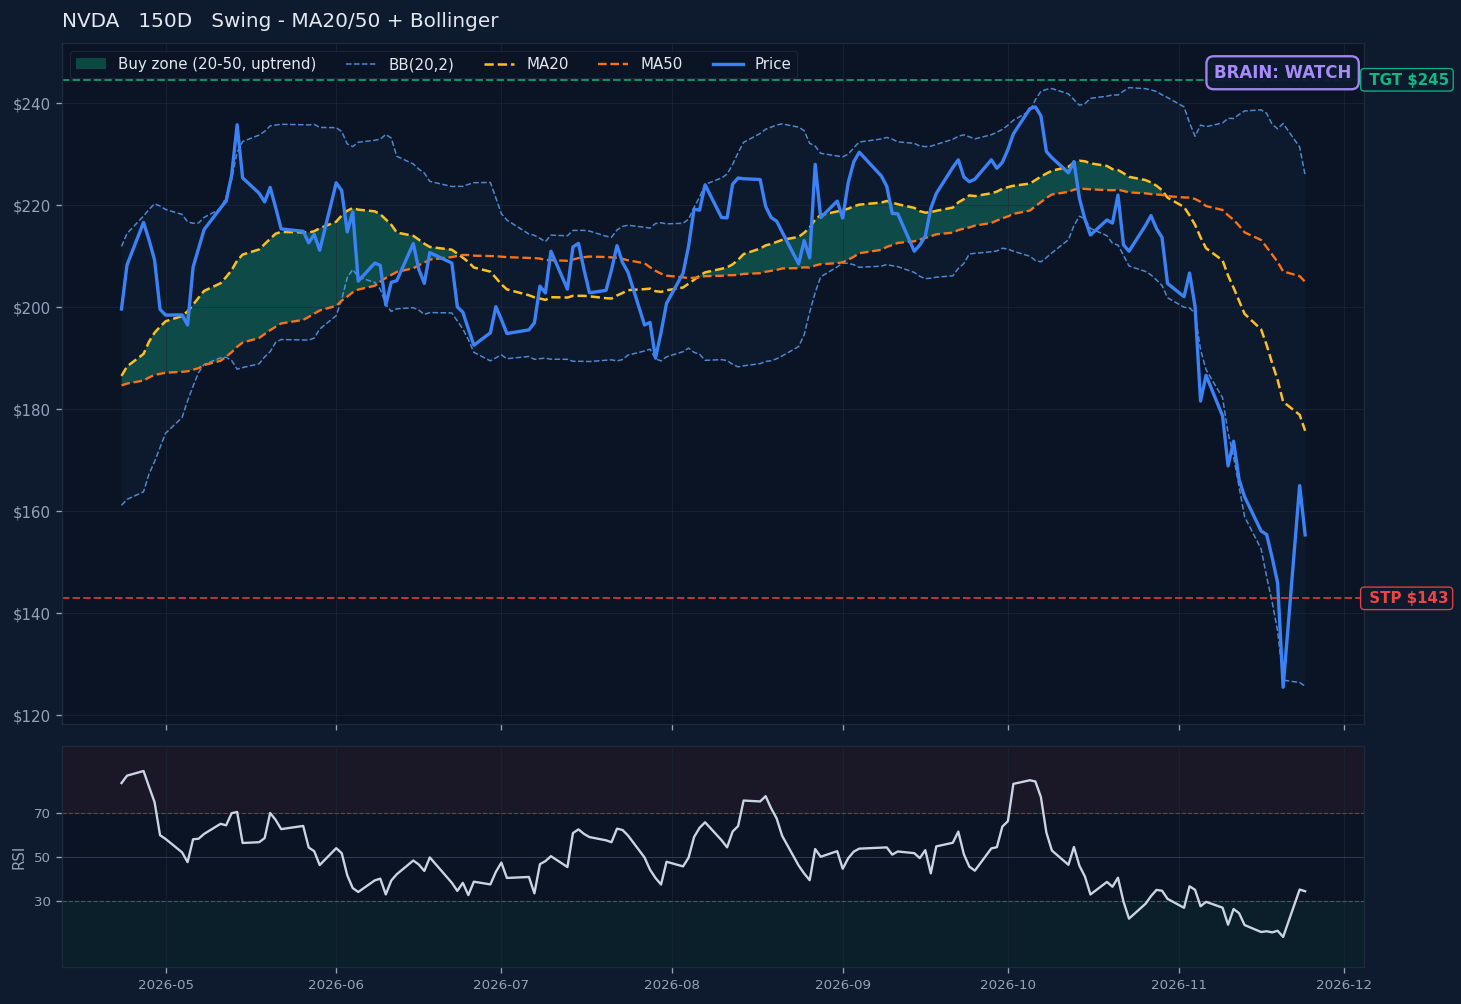 NVDA   150D   Swing - MA20/50 + Bollinger
Buy zone (20-50, uptrend)   BB(20,2)   MA20   MA50   Price
BRAIN: WATCH
TGT $245
$240
$220
$200
$180
$160
STP $143
$140
$120
70
50
30
RSI
2026-05   2026-06   2026-07   2026-08   2026-09   2026-10   2026-11   2026-12